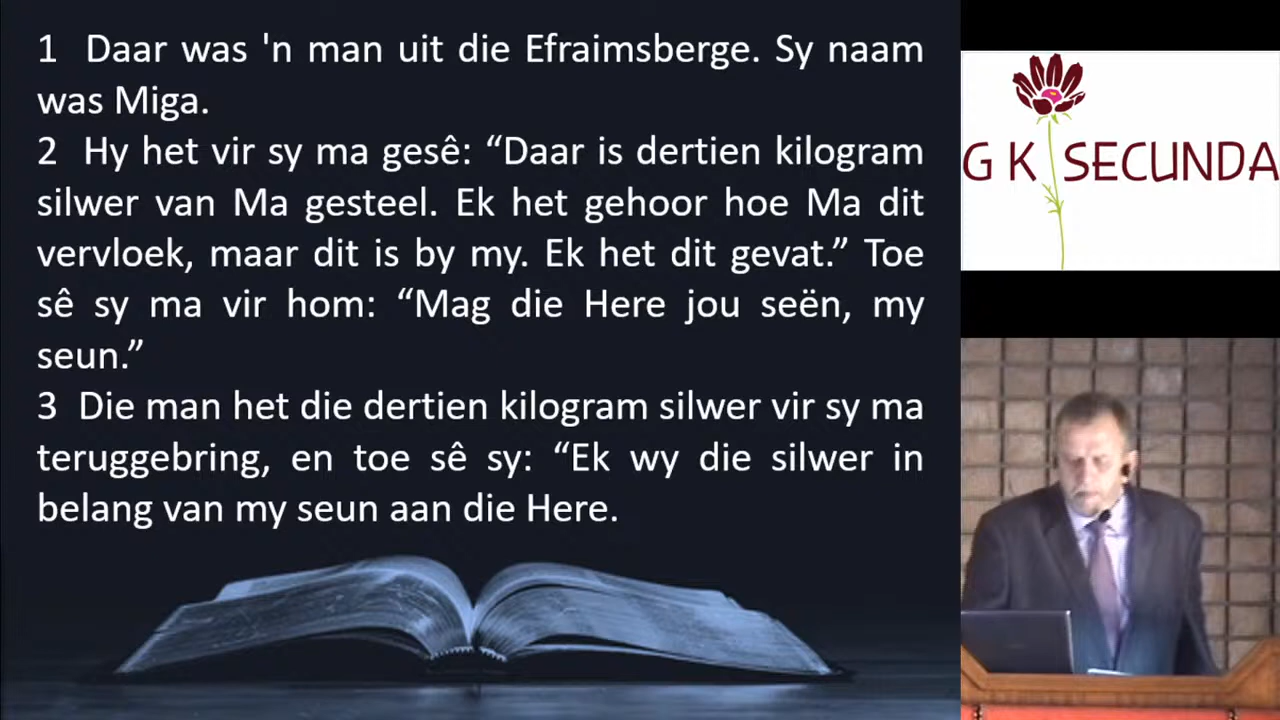 1 Daar was 'n man uit die Efraimsberge. Sy naam
was Miga.
2 Hy het vir sy ma gesê: “Daar is dertien kilogram
silwer van Ma gesteel. Ek het gehoor hoe Ma dit
vervloek, maar dit is by my. Ek het dit gevat.” Toe
sê sy ma vir hom: “Mag die Here jou seën, my
seun.”
3 Die man het die dertien kilogram silwer vir sy ma
teruggebring, en toe sê sy: “Ek wy die silwer in
belang van my seun aan die Here.
G K SECUNDA